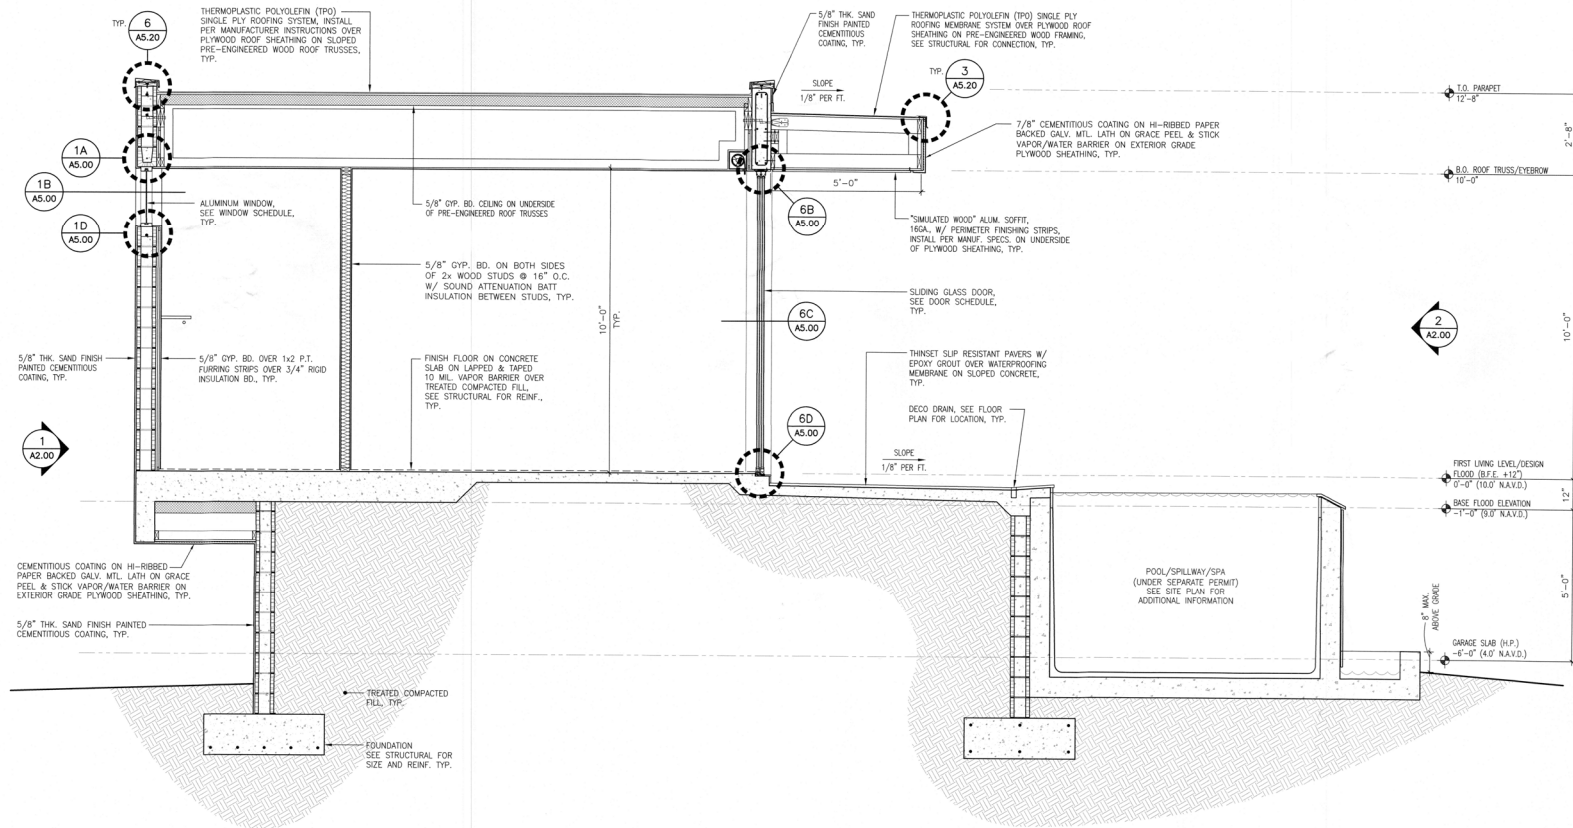 TYP.
6
A5.20
THERMOPLASTIC POLYOLEFIN (TPO)
SINGLE PLY ROOFING SYSTEM, INSTALL
PER MANUFACTURER INSTRUCTIONS OVER
PLYWOOD ROOF SHEATHING ON SLOPED
PRE-ENGINEERED WOOD ROOF TRUSSES,
TYP.
5/8" THK. SAND
FINISH PAINTED
CEMENTITIOUS
COATING, TYP.
THERMOPLASTIC POLYOLEFIN (TPO) SINGLE PLY
ROOFING MEMBRANE SYSTEM OVER PLYWOOD ROOF
SHEATHING ON PRE-ENGINEERED WOOD FRAMING,
SEE STRUCTURAL FOR CONNECTION, TYP.
TYP.
3
A5.20
SLOPE
1/8" PER FT.
T.O. PARAPET
12'-8"
2'-8"
7/8" CEMENTITIOUS COATING ON HI-RIBBED PAPER
BACKED GALV. MTL. LATH ON GRACE PEEL & STICK
VAPOR/WATER BARRIER ON EXTERIOR GRADE
PLYWOOD SHEATHING, TYP.
1A
A5.00
B.O. ROOF TRUSS/EYEBROW
10'-0"
1B
A5.00
5'-0"
ALUMINUM WINDOW,
SEE WINDOW SCHEDULE,
TYP.
5/8" GYP. BD. CEILING ON UNDERSIDE
OF PRE-ENGINEERED ROOF TRUSSES
6B
A5.00
"SIMULATED WOOD" ALUM. SOFFIT,
16GA., W/ PERIMETER FINISHING STRIPS,
INSTALL PER MANUF. SPECS. ON UNDERSIDE
OF PLYWOOD SHEATHING, TYP.
1D
A5.00
5/8" GYP. BD. ON BOTH SIDES
OF 2x WOOD STUDS @ 16" O.C.
W/ SOUND ATTENUATION BATT
INSULATION BETWEEN STUDS, TYP.
SLIDING GLASS DOOR,
SEE DOOR SCHEDULE,
TYP.
10'-0"
TYP.
6C
A5.00
2
A2.00
10'-0"
5/8" THK. SAND FINISH
PAINTED CEMENTITIOUS
COATING, TYP.
5/8" GYP. BD. OVER 1x2 P.T.
FURRING STRIPS OVER 3/4" RIGID
INSULATION BD., TYP.
FINISH FLOOR ON CONCRETE
SLAB ON LAPPED & TAPED
10 MIL. VAPOR BARRIER OVER
TREATED COMPACTED FILL,
SEE STRUCTURAL FOR REINF.,
TYP.
THINSET SLIP RESISTANT PAVERS W/
EPOXY GROUT OVER WATERPROOFING
MEMBRANE ON SLOPED CONCRETE,
TYP.
DECO DRAIN, SEE FLOOR
PLAN FOR LOCATION, TYP.
6D
A5.00
1
A2.00
SLOPE
1/8" PER FT.
FIRST LIVING LEVEL/DESIGN
FLOOD (B.F.E. +12")
0'-0" (10.0' N.A.V.D.)
12"
BASE FLOOD ELEVATION
-1'-0" (9.0' N.A.V.D.)
CEMENTITIOUS COATING ON HI-RIBBED
PAPER BACKED GALV. MTL. LATH ON GRACE
PEEL & STICK VAPOR/WATER BARRIER ON
EXTERIOR GRADE PLYWOOD SHEATHING, TYP.
POOL/SPILLWAY/SPA
(UNDER SEPARATE PERMIT)
SEE SITE PLAN FOR
ADDITIONAL INFORMATION
5'-0"
8" MAX.
ABOVE GRADE
5/8" THK. SAND FINISH PAINTED
CEMENTITIOUS COATING, TYP.
GARAGE SLAB (H.P.)
-6'-0" (4.0' N.A.V.D.)
TREATED COMPACTED
FILL, TYP.
FOUNDATION
SEE STRUCTURAL FOR
SIZE AND REINF. TYP.